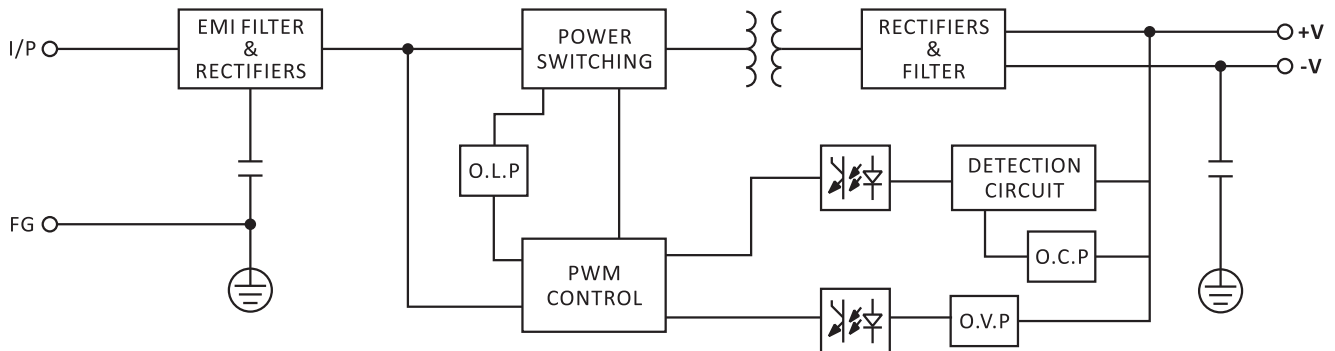 I/P
EMI FILTER
&
RECTIFIERS
POWER
SWITCHING
RECTIFIERS
&
FILTER
+V
-V
O.L.P
DETECTION
CIRCUIT
FG
O.C.P
PWM
CONTROL
O.V.P